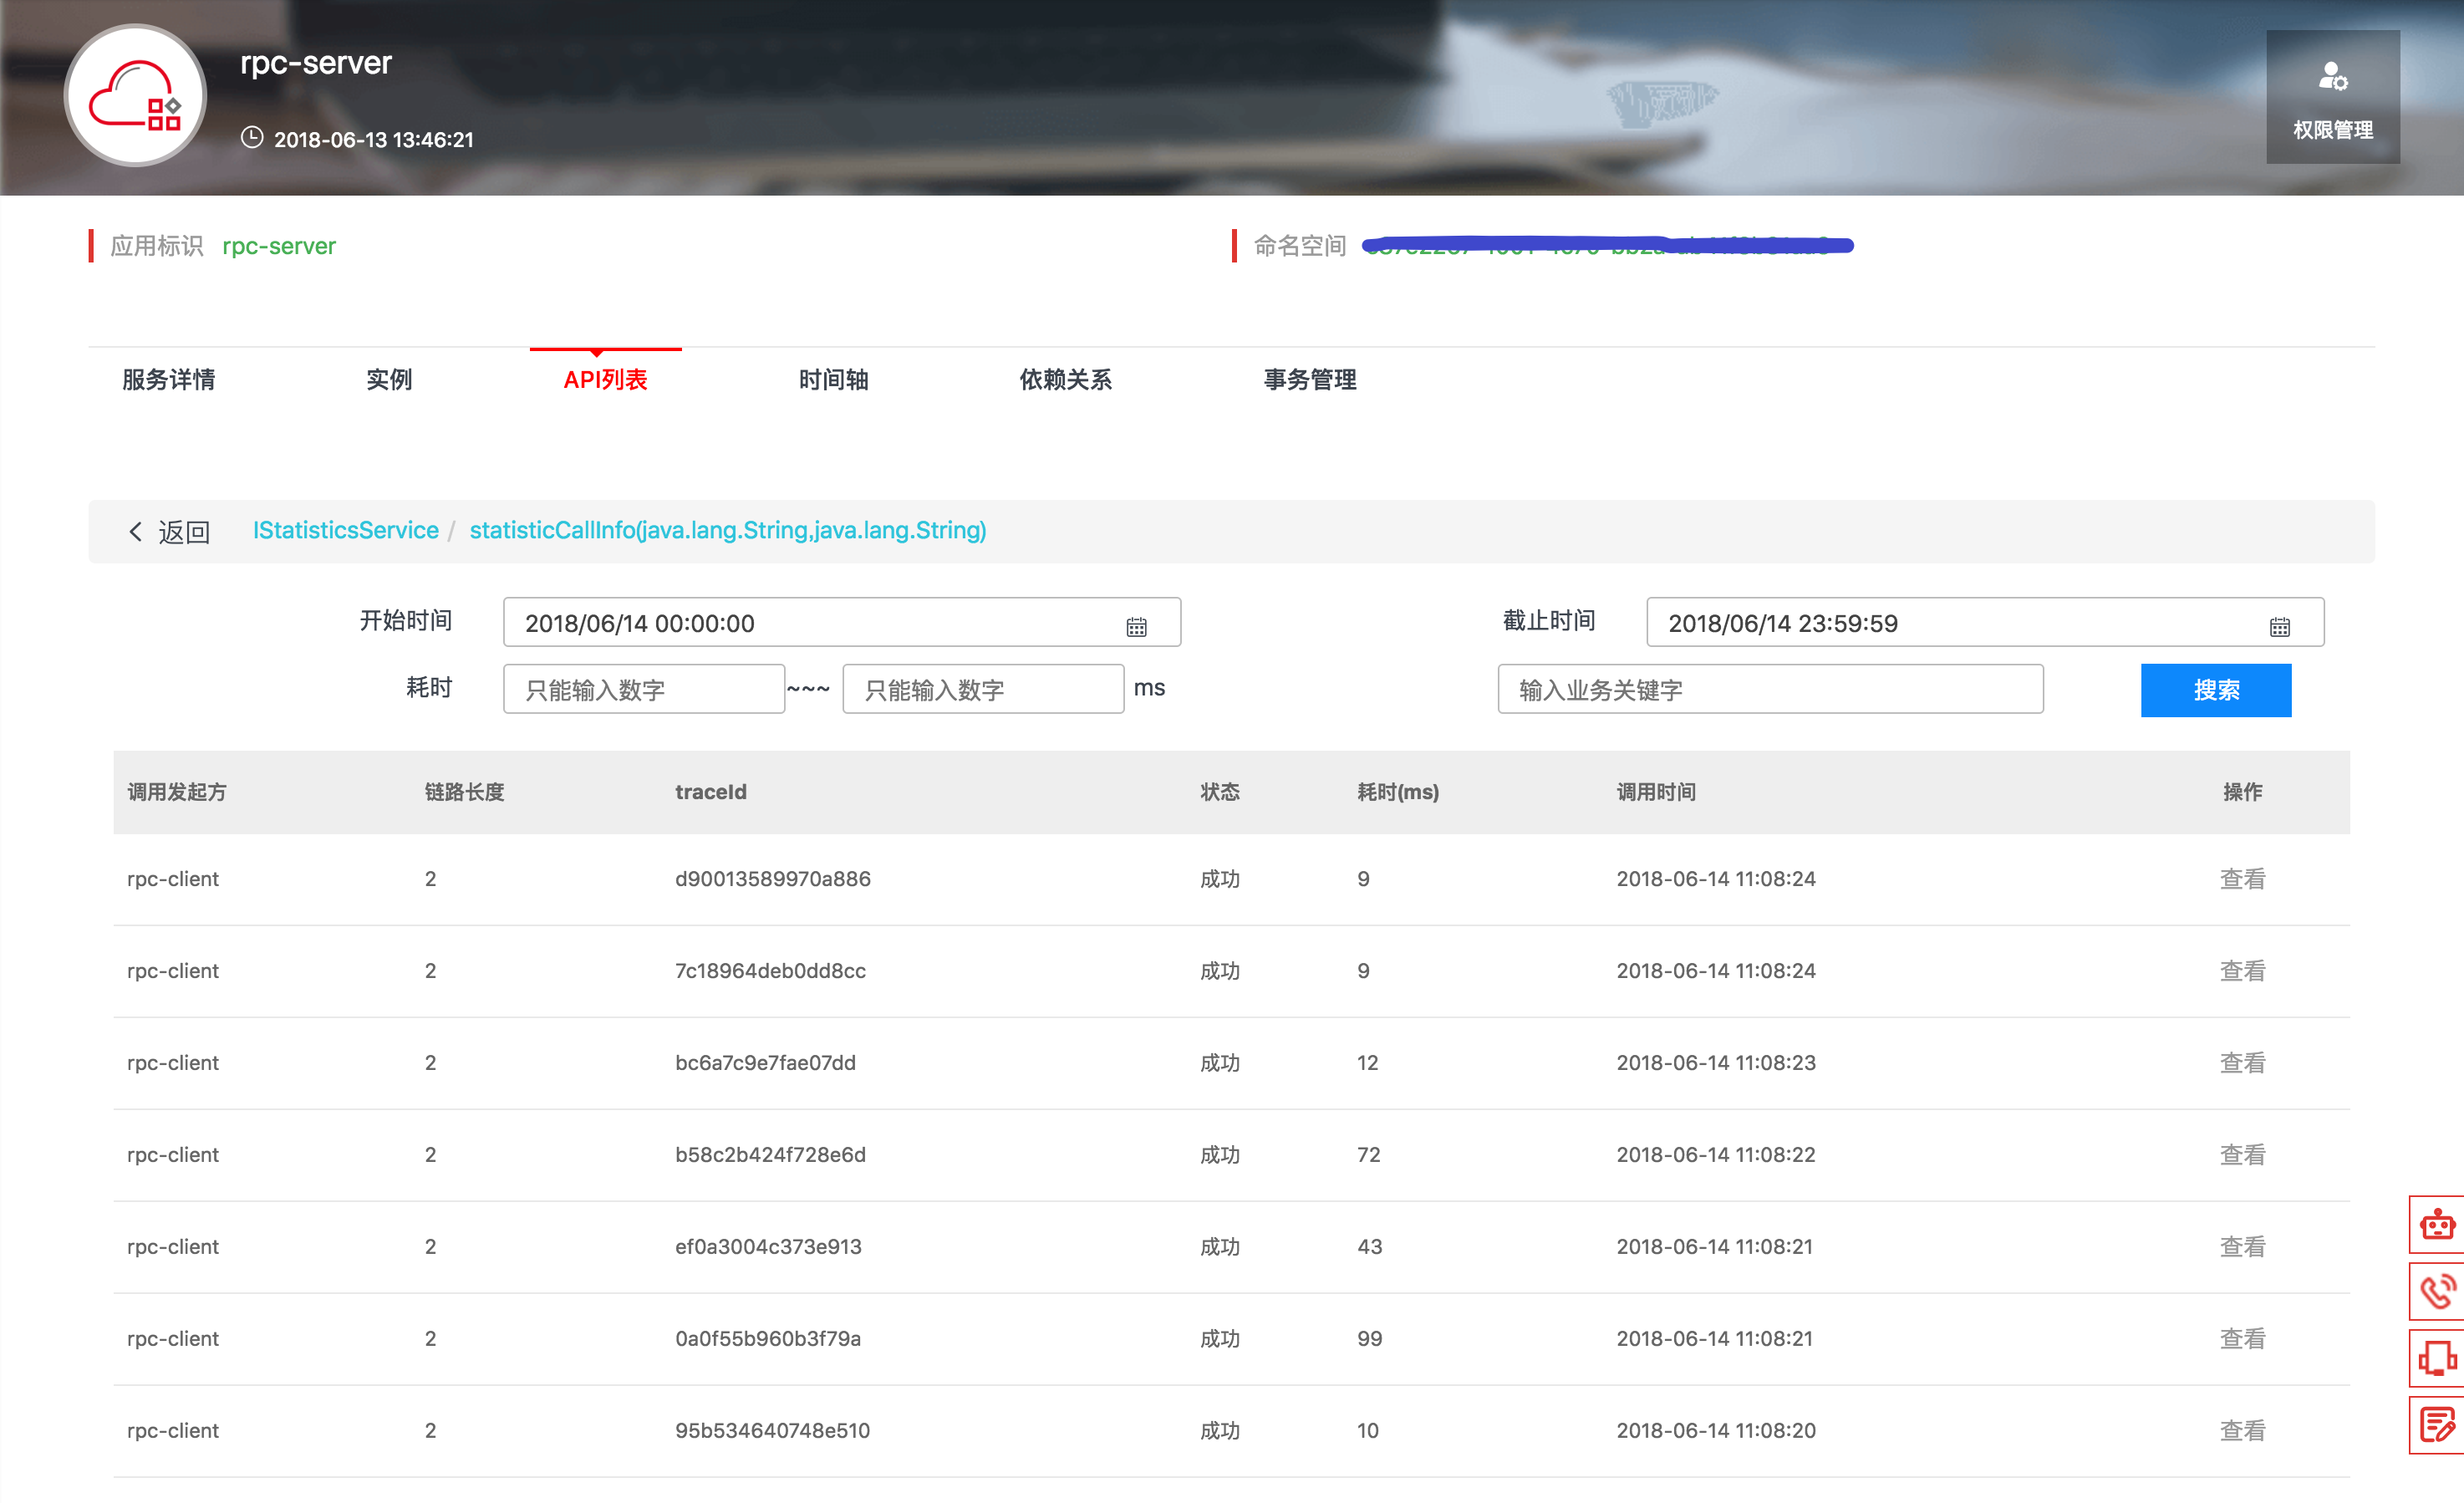 rpc-server
2018-06-13 13:46:21
权限管理
应用标识 rpc-server
命名空间
服务详情 实例 API列表 时间轴 依赖关系 事务管理
返回 IStatisticsService / statisticCallInfo(java.lang.String,java.lang.String)
开始时间 2018/06/14 00:00:00 截止时间 2018/06/14 23:59:59
耗时 只能输入数字 ~~~ 只能输入数字 ms 输入业务关键字 搜索
调用发起方 链路长度 traceId 状态 耗时(ms) 调用时间 操作
rpc-client 2 d90013589970a886 成功 9 2018-06-14 11:08:24 查看
rpc-client 2 7c18964deb0dd8cc 成功 9 2018-06-14 11:08:24 查看
rpc-client 2 bc6a7c9e7fae07dd 成功 12 2018-06-14 11:08:23 查看
rpc-client 2 b58c2b424f728e6d 成功 72 2018-06-14 11:08:22 查看
rpc-client 2 ef0a3004c373e913 成功 43 2018-06-14 11:08:21 查看
rpc-client 2 0a0f55b960b3f79a 成功 99 2018-06-14 11:08:21 查看
rpc-client 2 95b534640748e510 成功 10 2018-06-14 11:08:20 查看